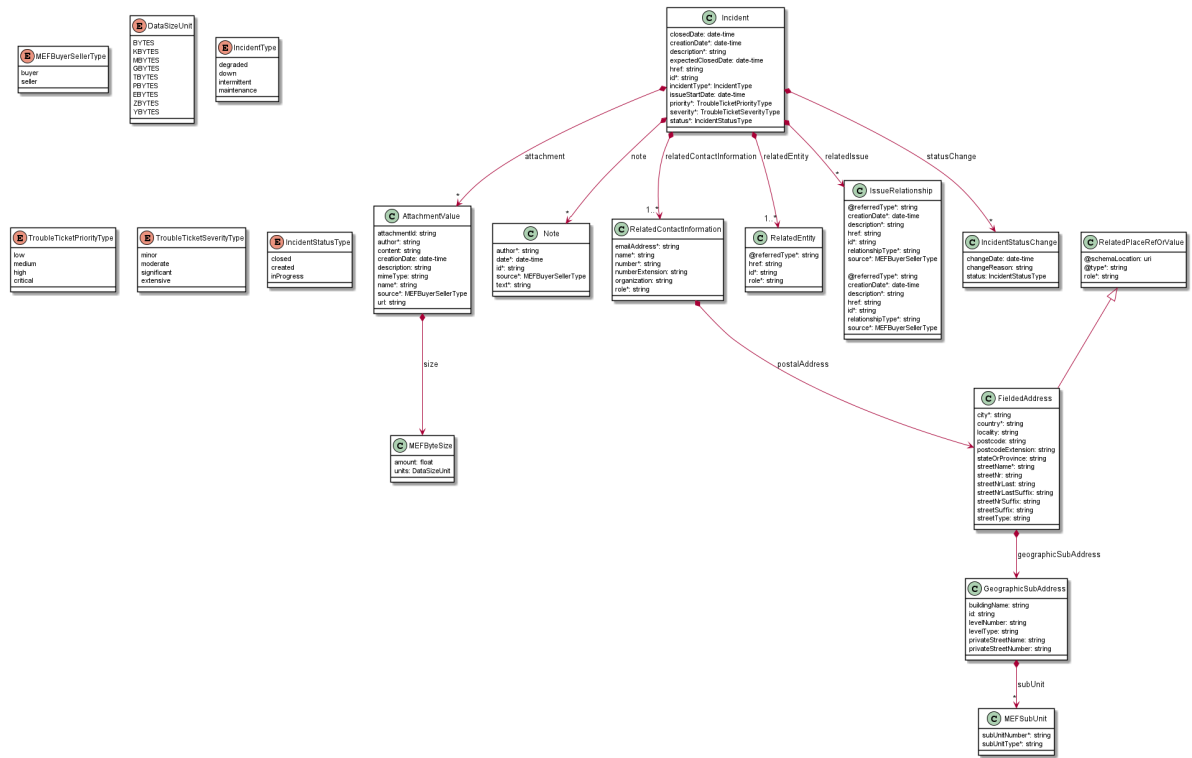 C Incident
closedDate: date-time
creationDate*: date-time
description*: string
expectedClosedDate: date-time
href: string
id*: string
incidentType*: IncidentType
issueStartDate: date-time
priority*: TroubleTicketPriorityType
severity*: TroubleTicketSeverityType
status*: IncidentStatusType
E MEFBuyerSellerType
buyer
seller
E DataSizeUnit
BYTES
KBYTES
MBYTES
GBYTES
TBYTES
PBYTES
EBYTES
ZBYTES
YBYTES
E IncidentType
degraded
down
intermittent
maintenance
attachment
*
note
*
relatedContactInformation
1..*
relatedEntity
1..*
relatedIssue
*
statusChange
*
E TroubleTicketPriorityType
low
medium
high
critical
E TroubleTicketSeverityType
minor
moderate
significant
extensive
E IncidentStatusType
closed
created
inProgress
C AttachmentValue
attachmentId: string
author*: string
content: string
creationDate: date-time
description: string
mimeType: string
name*: string
source*: MEFBuyerSellerType
url: string
C Note
author*: string
date*: date-time
id*: string
source*: MEFBuyerSellerType
text*: string
C RelatedContactInformation
emailAddress*: string
name*: string
number*: string
numberExtension: string
organization: string
role*: string
C RelatedEntity
@referredType*: string
href: string
id*: string
role*: string
C IssueRelationship
@referredType*: string
creationDate*: date-time
description*: string
href: string
id*: string
relationshipType*: string
source*: MEFBuyerSellerType
@referredType*: string
creationDate*: date-time
description*: string
href: string
id*: string
relationshipType*: string
source*: MEFBuyerSellerType
C IncidentStatusChange
changeDate: date-time
changeReason: string
status: IncidentStatusType
C RelatedPlaceRefOrValue
@schemaLocation: uri
@type*: string
role*: string
size
postalAddress
C MEFByteSize
amount: float
units: DataSizeUnit
C FieldedAddress
city*: string
country*: string
locality: string
postcode: string
postcodeExtension: string
stateOrProvince: string
streetName*: string
streetNr: string
streetNrLast: string
streetNrLastSuffix: string
streetNrSuffix: string
streetSuffix: string
streetType: string
geographicSubAddress
C GeographicSubAddress
buildingName: string
id: string
levelNumber: string
levelType: string
privateStreetName: string
privateStreetNumber: string
subUnit
*
C MEFSubUnit
subUnitNumber*: string
subUnitType*: string